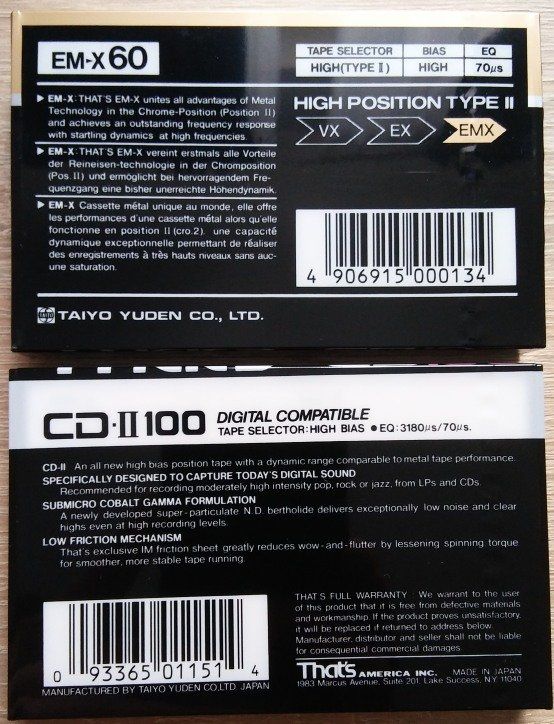 EM-X60
TAPE SELECTOR BIAS EQ
HIGH(TYPE II) HIGH 70μs
▶ EM-X: THAT'S EM-X unites all advantages of Metal
Technology in the Chrome-Position (Position II)
and achieves an outstanding frequency response
with startling dynamics at high frequencies.
▶ EM-X: THAT'S EM-X vereint erstmals alle Vorteile
der Reineisen-technologie in der Chromposition
(Pos. II) und ermöglicht bei hervorragendem Fre-
quenzgang eine bisher unerreichte Höhendynamik.
▶ EM-X Cassette métal unique au monde, elle offre
les performances d'une cassette métal alors qu'elle
fonctionne en position II (cro.2). une capacité
dynamique exceptionnelle permettant de réaliser
des enregistrements à très hauts niveaux sans auc-
une saturation.
HIGH POSITION TYPE II
VX EX EMX
4 906915 000134
TAIYO YUDEN CO., LTD.
CD·II100 DIGITAL COMPATIBLE
TAPE SELECTOR: HIGH BIAS ● EQ: 3180μs/70μs.
CD-II An all new high bias position tape with a dynamic range comparable to metal tape performance.
SPECIFICALLY DESIGNED TO CAPTURE TODAY'S DIGITAL SOUND
Recommended for recording moderately high intensity pop, rock or jazz, from LPs and CDs.
SUBMICRO COBALT GAMMA FORMULATION
A newly developed super-particulate N.D. bertholide delivers exceptionally low noise and clear
highs even at high recording levels.
LOW FRICTION MECHANISM
That's exclusive IM friction sheet greatly reduces wow-and-flutter by lessening spinning torque
for smoother, more stable tape running.
0 93365 01151 4
MANUFACTURED BY TAIYO YUDEN CO.LTD. JAPAN
THAT'S FULL WARRANTY : We warrant to the user
of this product that it is free from defective materials
and workmanship. If the product proves unsatisfactory,
it will be replaced if returned to address below.
Manufacturer, distributor and seller shall not be liable
for consequential commercial damages.
That's AMERICA INC. MADE IN JAPAN
1983 Marcus Avenue, Suite 201, Lake Success, N.Y. 11040